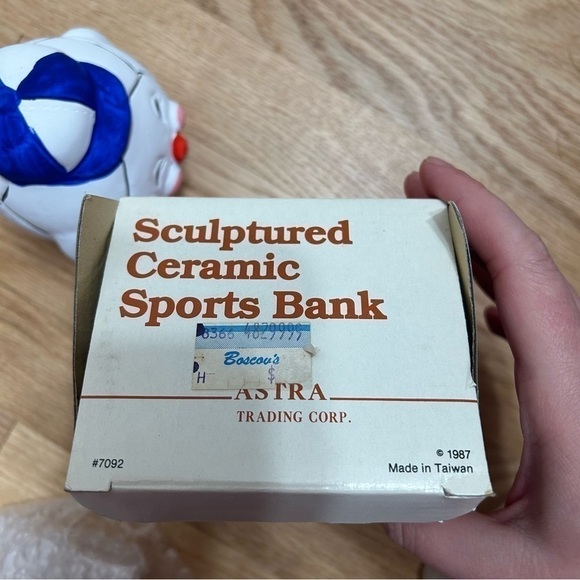 Sculptured
Ceramic
Sports Bank
Boscov's
H $
ASTRA
TRADING CORP.
#7092
© 1987
Made in Taiwan